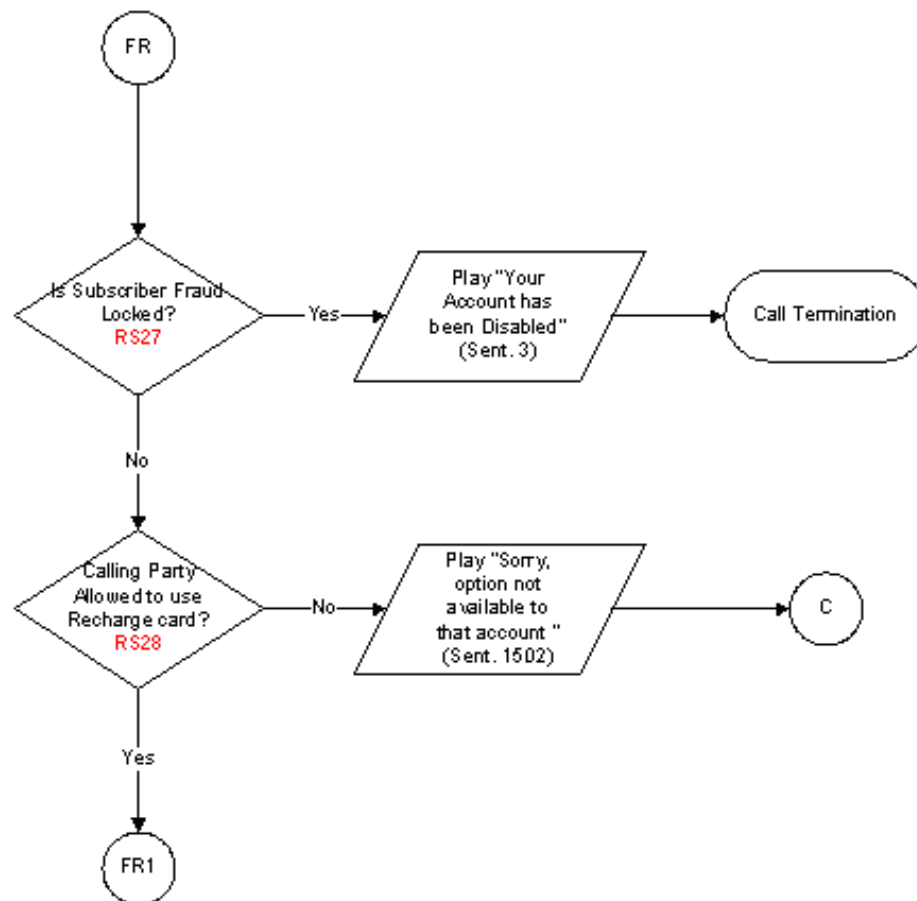 FR
Is Subscriber Fraud
Locked?
RS27
Yes
Play "Your
Account has
been Disabled"
(Sent. 3)
Call Termination
No
Calling Party
Allowed to use
Recharge card?
RS28
No
Play "Sorry,
option not
available to
that account "
(Sent. 1502)
C
Yes
FR1